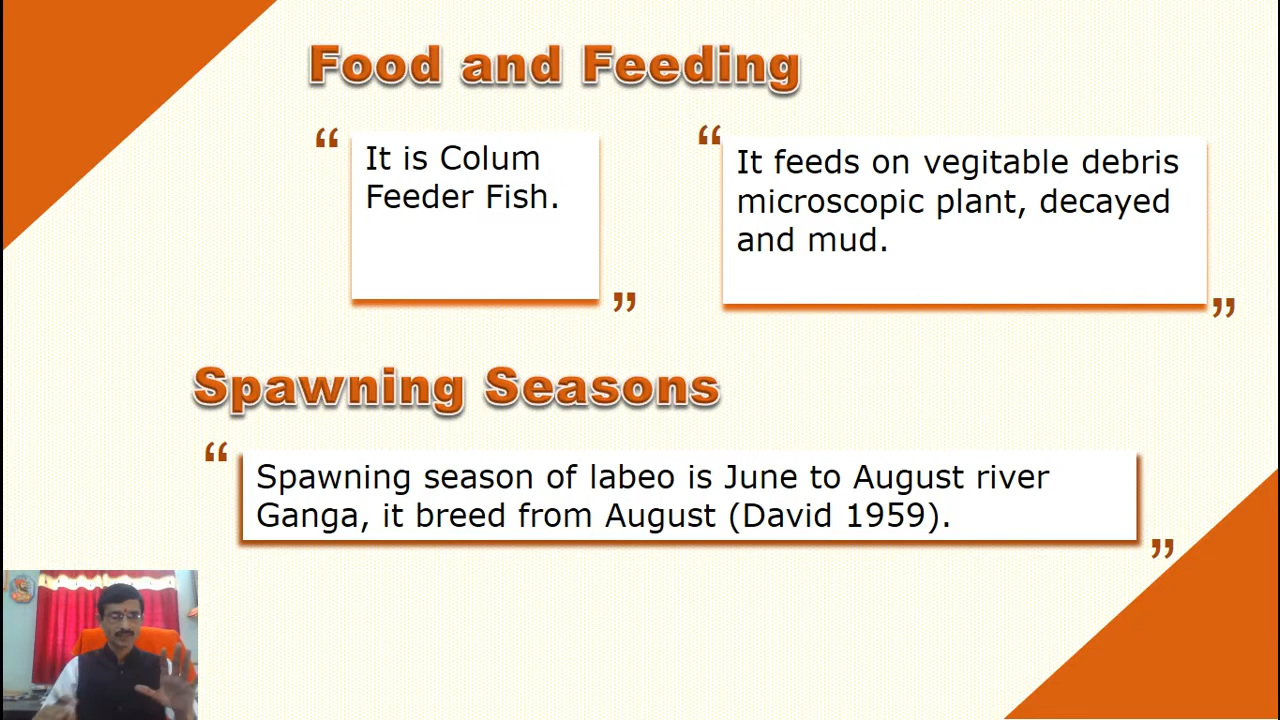 Food and Feeding
It is Colum
Feeder Fish.
It feeds on vegitable debris
microscopic plant, decayed
and mud.
Spawning Seasons
Spawning season of labeo is June to August river
Ganga, it breed from August (David 1959).